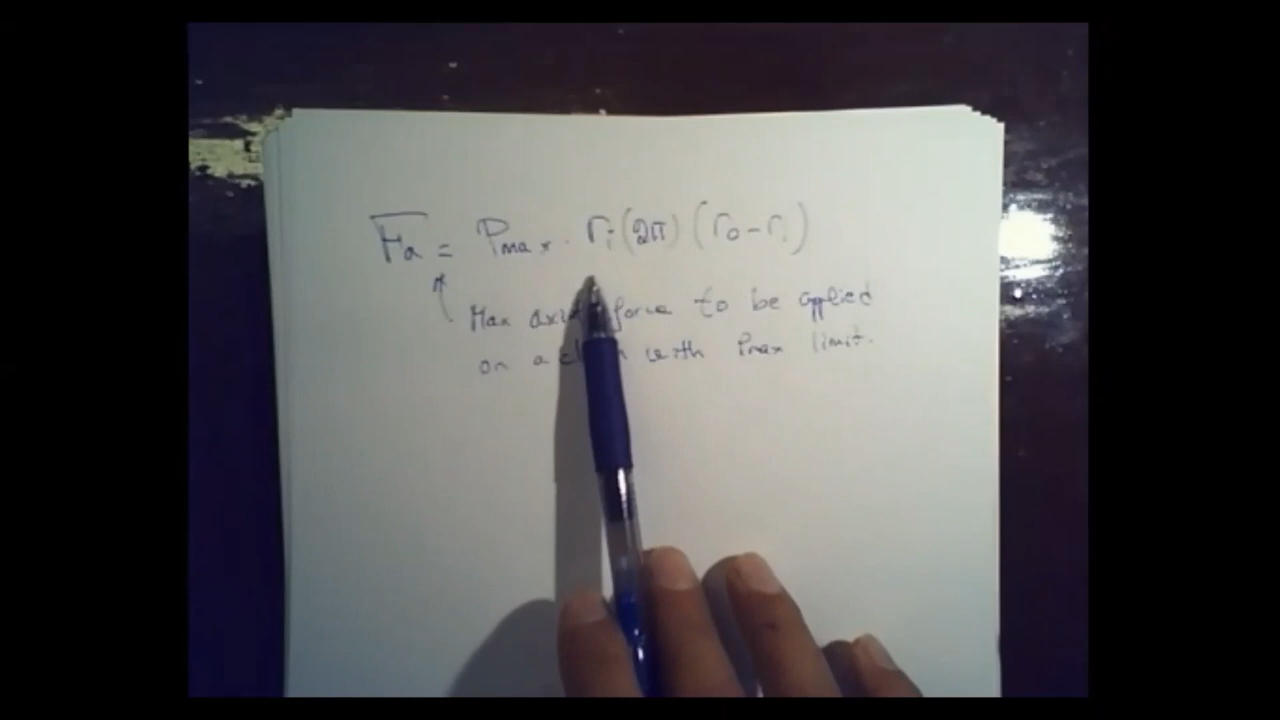 Fa = Pmax · ri (2π) (ro - ri)
Max force to be applied
on a with Pmax limit.